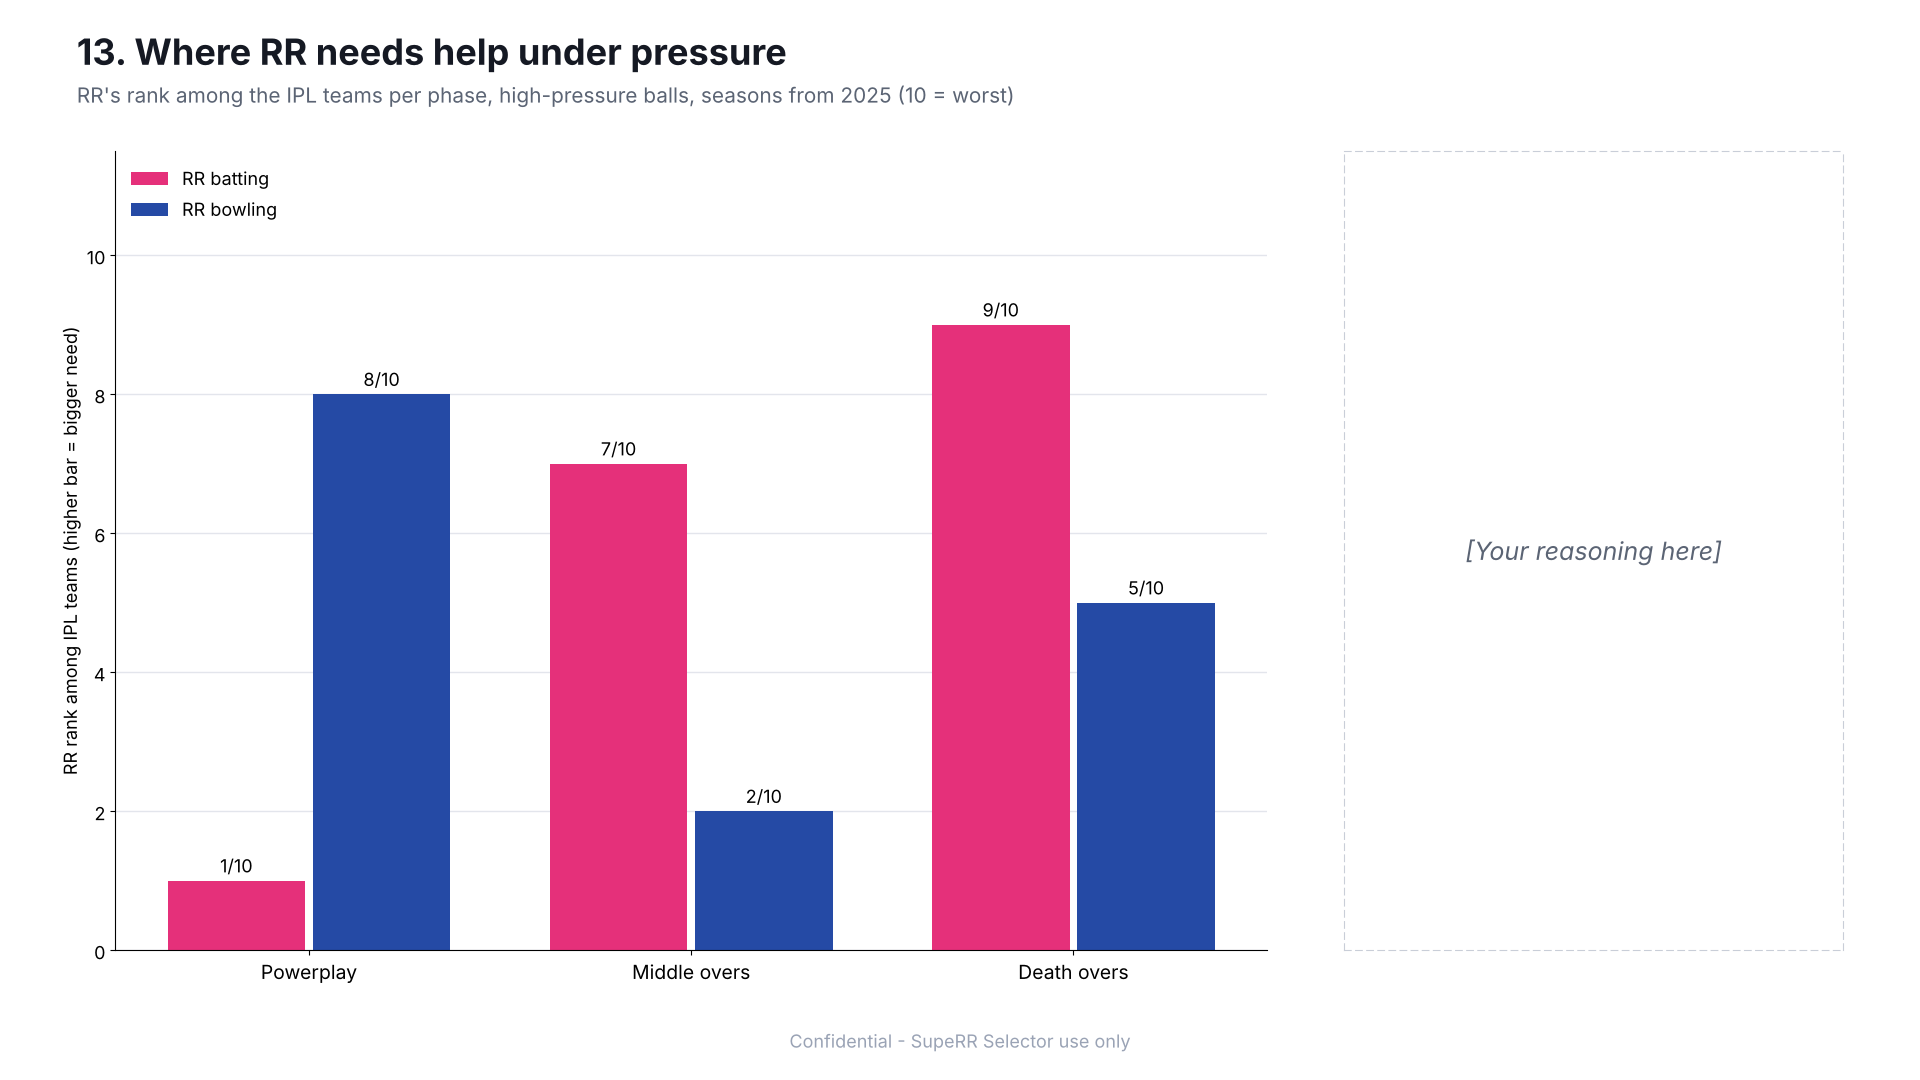 13. Where RR needs help under pressure
RR's rank among the IPL teams per phase, high-pressure balls, seasons from 2025 (10 = worst)
RR batting
RR bowling
RR rank among IPL teams (higher bar = bigger need)
10
8
6
4
2
0
1/10
8/10
7/10
2/10
9/10
5/10
Powerplay
Middle overs
Death overs
[Your reasoning here]
Confidential - SupeRR Selector use only